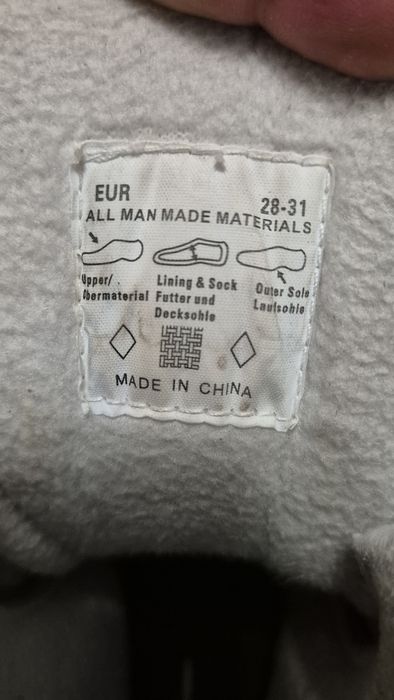 EUR 28-31
ALL MAN MADE MATERIALS
Upper/ Lining & Sock Outer Sole
Obermaterial Futter und Laufsohle
Decksohle
MADE IN CHINA